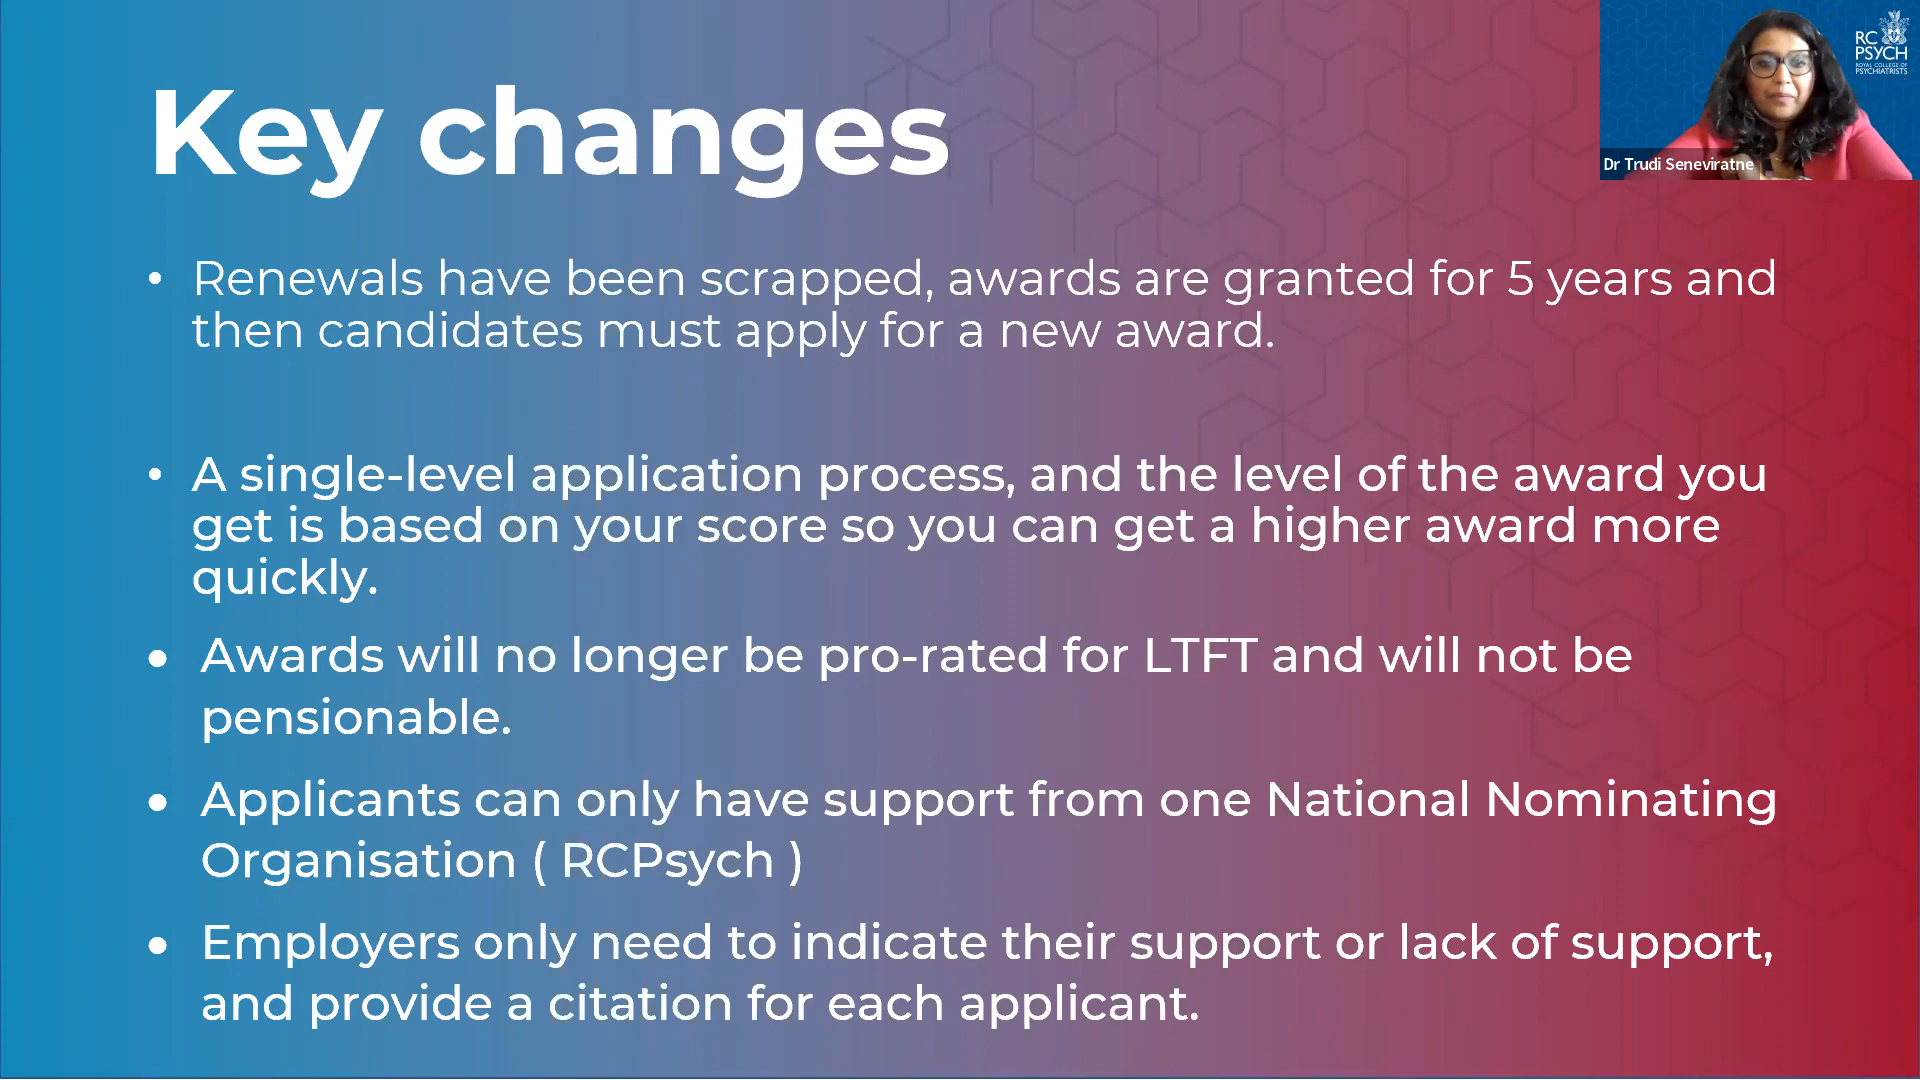 Key changes
RC
PSYCH
ROYAL COLLEGE OF
PSYCHIATRISTS
Dr Trudi Seneviratne
• Renewals have been scrapped, awards are granted for 5 years and
then candidates must apply for a new award.
• A single-level application process, and the level of the award you
get is based on your score so you can get a higher award more
quickly.
• Awards will no longer be pro-rated for LTFT and will not be
pensionable.
• Applicants can only have support from one National Nominating
Organisation ( RCPsych )
• Employers only need to indicate their support or lack of support,
and provide a citation for each applicant.